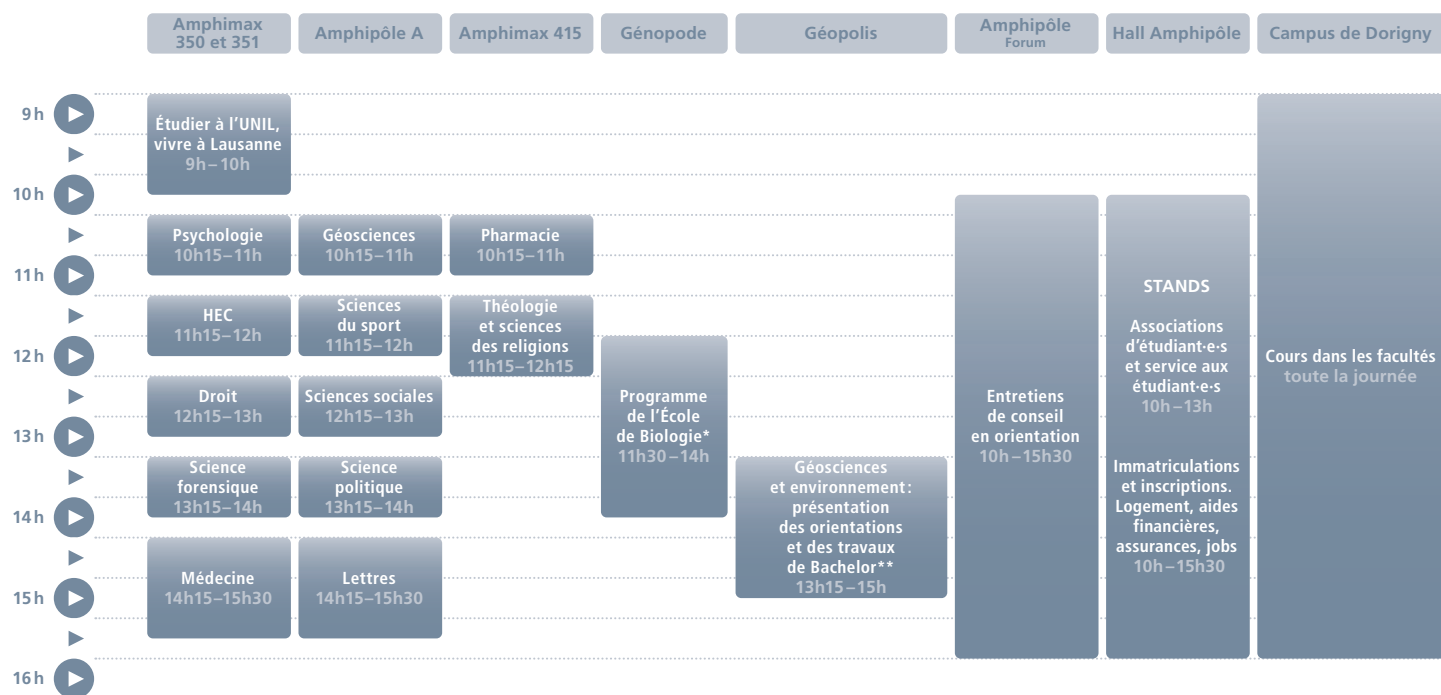 Amphimax
350 et 351
Amphipôle A
Amphimax 415
Génopode
Géopolis
Amphipôle
Forum
Hall Amphipôle
Campus de Dorigny
9 h
10 h
11 h
12 h
13 h
14 h
15 h
16 h
Étudier à l’UNIL,
vivre à Lausanne
9h – 10h
Psychologie
10h15 – 11h
HEC
11h15 – 12h
Droit
12h15 – 13h
Science
forensique
13h15 – 14h
Médecine
14h15 – 15h30
Géosciences
10h15 – 11h
Sciences
du sport
11h15 – 12h
Sciences sociales
12h15 – 13h
Science
politique
13h15 – 14h
Lettres
14h15 – 15h30
Pharmacie
10h15 – 11h
Théologie
et sciences
des religions
11h15 – 12h15
Programme
de l’École
de Biologie*
11h30 – 14h
Géosciences
et environnement :
présentation
des orientations
et des travaux
de Bachelor**
13h15 – 15h
Entretiens
de conseil
en orientation
10h – 15h30
STANDS
Associations
d’étudiant·e·s
et service aux
étudiant·e·s
10h – 13h
Immatriculations
et inscriptions.
Logement, aides
financières,
assurances, jobs
10h – 15h30
Cours dans les facultés
toute la journée